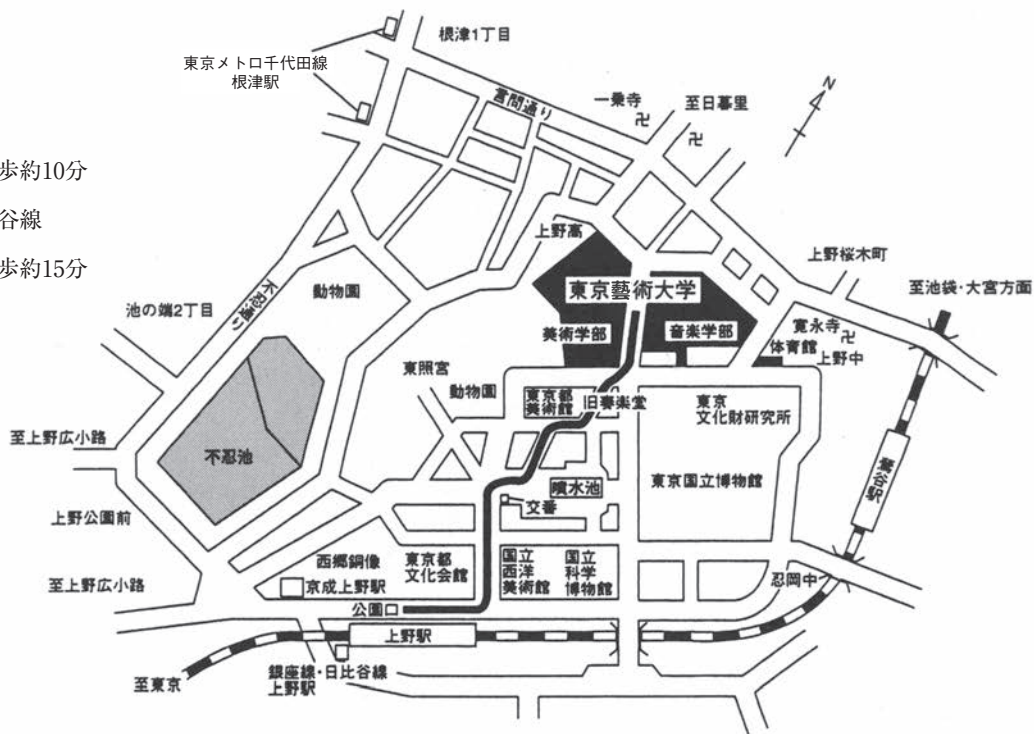 根津1丁目
東京メトロ千代田線
根津駅
言問通り
一乗寺
至日暮里
N
歩約10分
谷線
歩約15分
上野高
上野桜木町
至池袋・大宮方面
不忍通り
動物園
池の端2丁目
東京藝術大学
美術学部
音楽学部
寛永寺
体育館
上野中
東照宮
動物園
東京都
美術館
旧奏楽堂
東京
文化財研究所
至上野広小路
不忍池
噴水池
交番
東京国立博物館
鶯谷駅
上野公園前
西郷銅像
東京都
文化会館
国立
西洋
美術館
国立
科学
博物館
至上野広小路
京成上野駅
忍岡中
公園口
上野駅
銀座線・日比谷線
上野駅
至東京